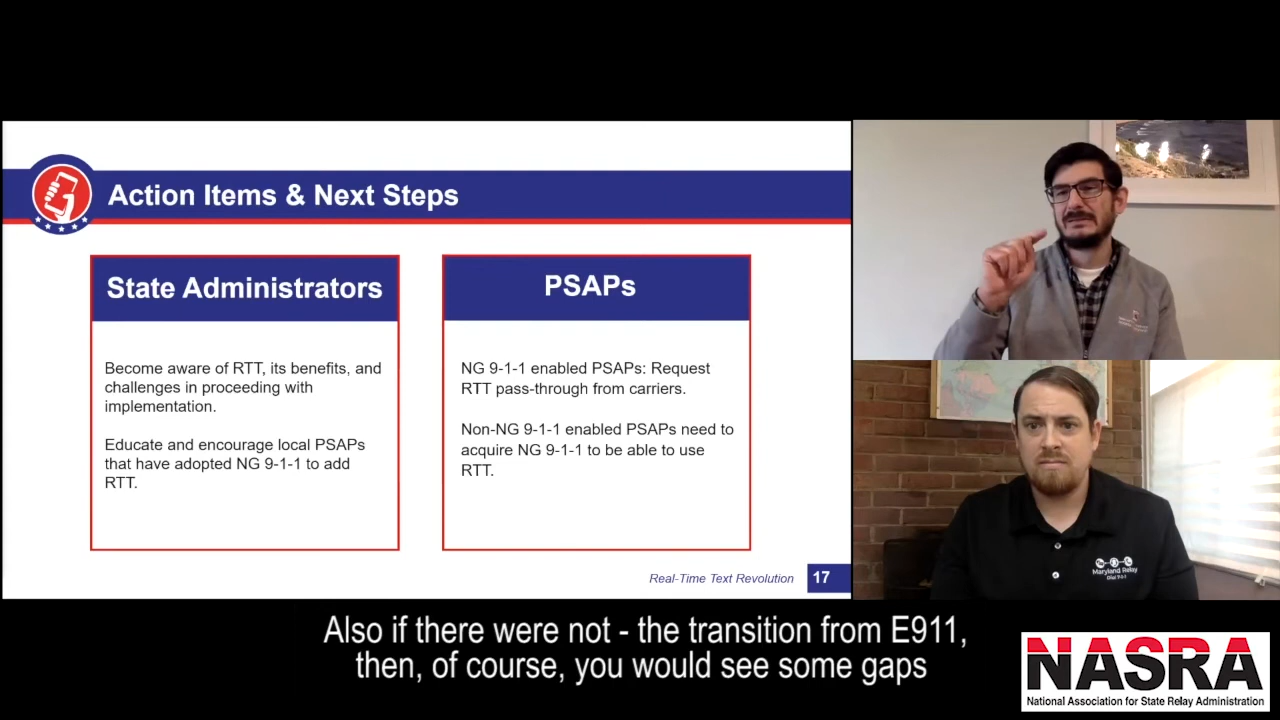 Action Items & Next Steps
State Administrators
Become aware of RTT, its benefits, and
challenges in proceeding with
implementation.
Educate and encourage local PSAPs
that have adopted NG 9-1-1 to add
RTT.
PSAPs
NG 9-1-1 enabled PSAPs: Request
RTT pass-through from carriers.
Non-NG 9-1-1 enabled PSAPs need to
acquire NG 9-1-1 to be able to use
RTT.
Real-Time Text Revolution
17
Maryland Relay
Also if there were not - the transition from E911,
then, of course, you would see some gaps
NASRA
National Association for State Relay Administration